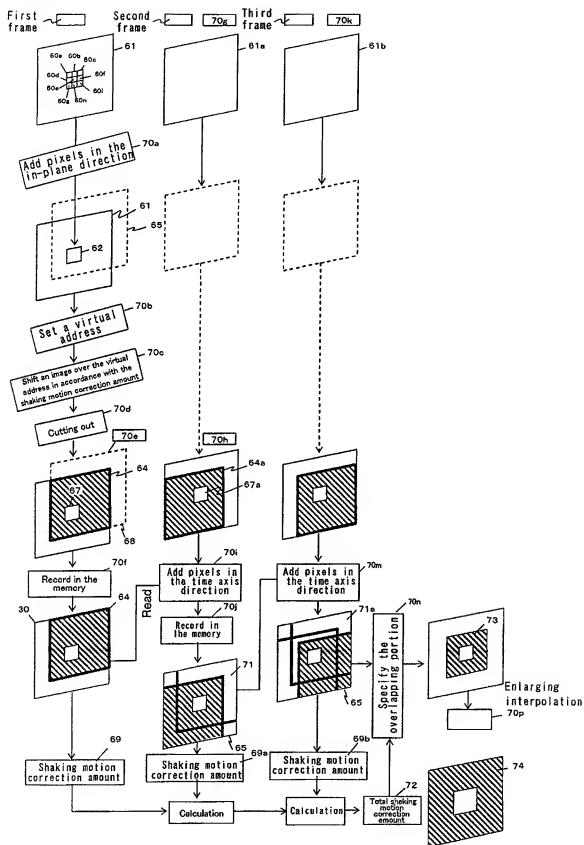 First
frame
Second
frame
70g
Third
frame
70k
61
61a
61b
60a
60b
60c
60d
60f
60e
60i
60g
60n
70a
Add pixels in the
in-plane direction
61
65
62
70b
Set a virtual
address
70c
Shift an image over the virtual
address in accordance with the
shaking motion correction amount
70d
Cutting out
70e
70h
64
64a
67
67a
68
70f
Record in the
memory
70i
Add pixels in
the time axis
direction
70m
Add pixels in
the time axis
direction
Read
70j
Record in
the memory
30
64
71
71a
70n
Specify the
overlapping portion
73
Enlarging
interpolation
70p
65
65
69
Shaking motion
correction amount
69a
Shaking motion
correction amount
69b
Shaking motion
correction amount
72
Total shaking
motion
correction
amount
74
Calculation
Calculation